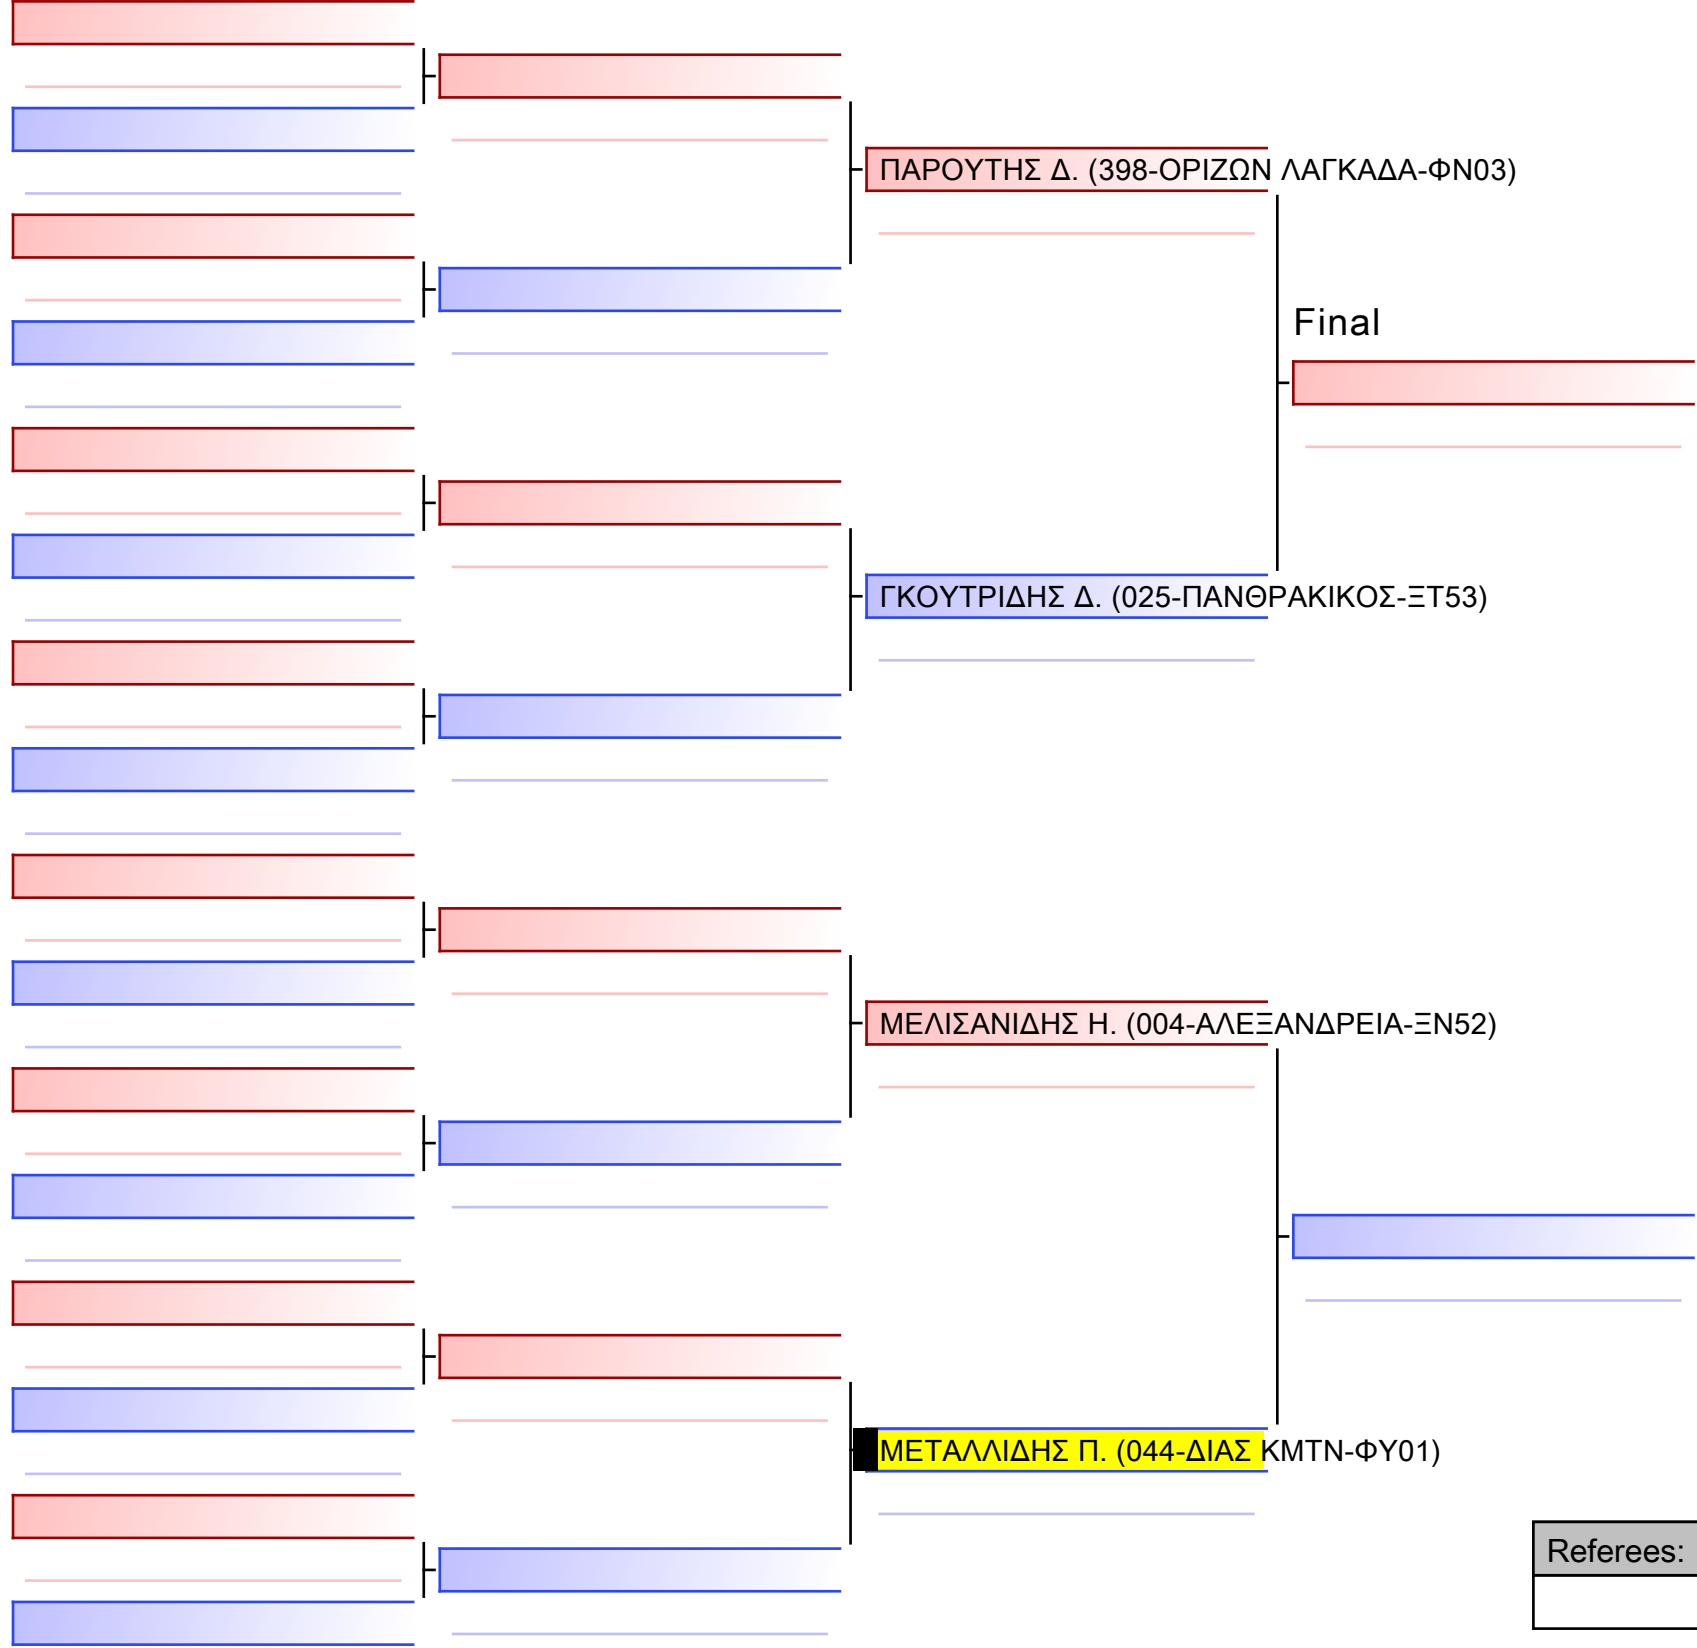 ΠΑΡΟΥΤΗΣ Δ. (398-ΟΡΙΖΩΝ ΛΑΓΚΑΔΑ-ΦΝ03)
Final
ΓΚΟΥΤΡΙΔΗΣ Δ. (025-ΠΑΝΘΡΑΚΙΚΟΣ-ΞΤ53)
ΜΕΛΙΣΑΝΙΔΗΣ Η. (004-ΑΛΕΞΑΝΔΡΕΙΑ-ΞΝ52)
ΜΕΤΑΛΛΙΔΗΣ Π. (044-ΔΙΑΣ ΚΜΤΝ-ΦΥ01)
Referees: